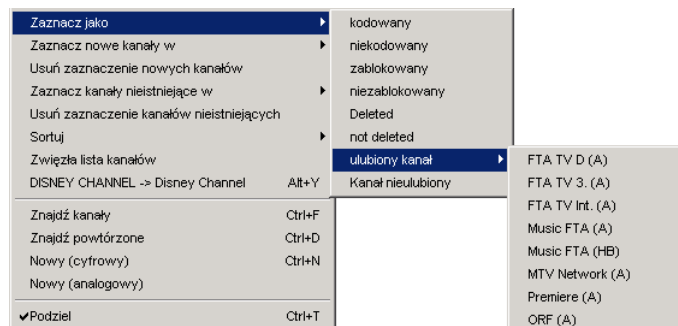 Zaznacz jako
Zaznacz nowe kanały w
Usuń zaznaczenie nowych kanałów
Zaznacz kanały nieistniejące w
Usuń zaznaczenie kanałów nieistniejących
Sortuj
Zwięzła lista kanałów
DISNEY CHANNEL -> Disney Channel Alt+Y
Znajdź kanały Ctrl+F
Znajdź powtórzone Ctrl+D
Nowy (cyfrowy) Ctrl+N
Nowy (analogowy)
✔Podziel Ctrl+T
kodowany
niekodowany
zablokowany
niezablokowany
Deleted
not deleted
ulubiony kanał
Kanał nieulubiony
FTA TV D (A)
FTA TV 3. (A)
FTA TV Int. (A)
Music FTA (A)
Music FTA (HB)
MTV Network (A)
Premiere (A)
ORF (A)